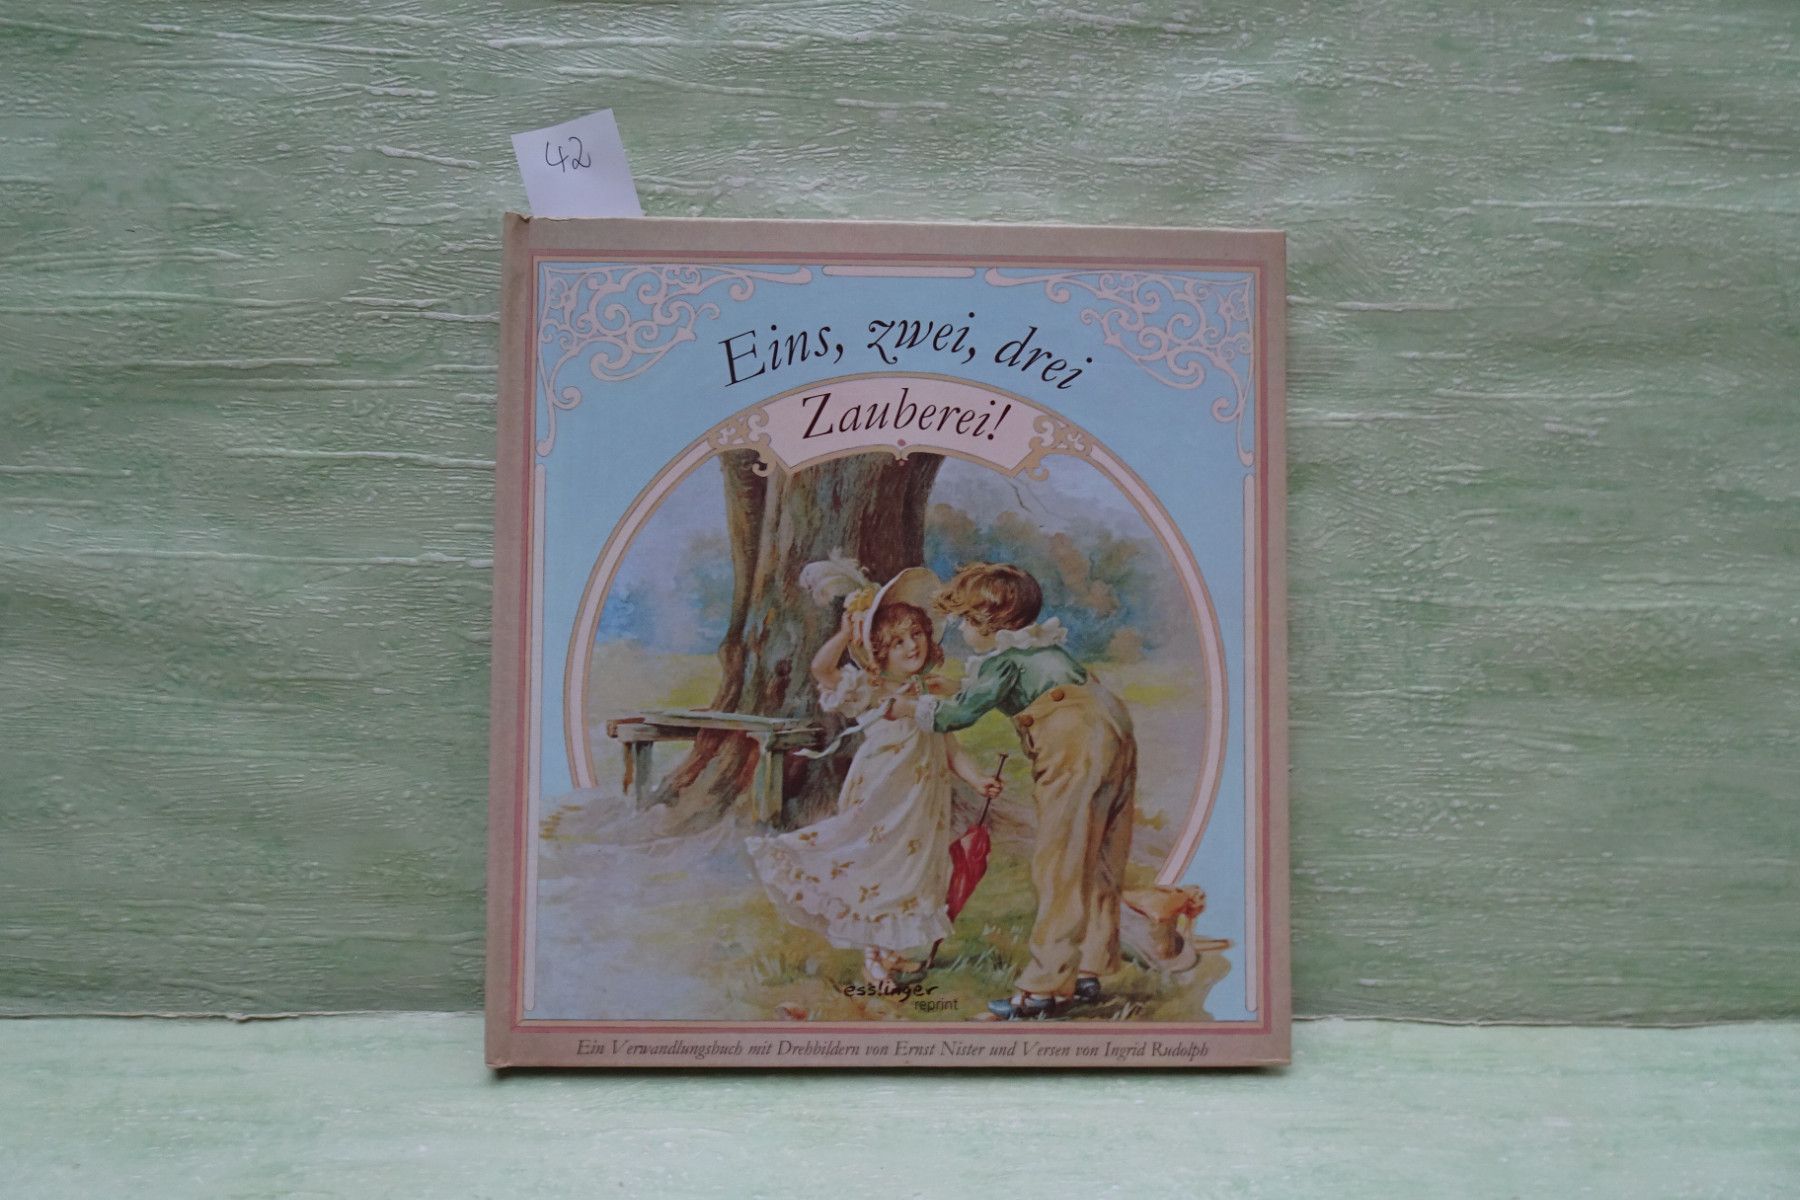 42
Eins, zwei, drei
Zauberei!
esslinger
reprint
Ein Verwandlungsbuch mit Drehbildern von Ernst Nister und Versen von Ingrid Rudolph